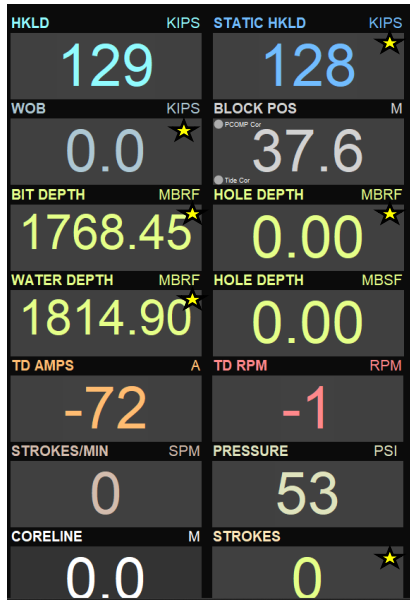 HKLD KIPS STATIC HKLD KIPS
129 128
WOB KIPS BLOCK POS M
PCOMP Cor
0.0 37.6
Tide Cor
BIT DEPTH MBRF HOLE DEPTH MBRF
1768.45 0.00
WATER DEPTH MBRF HOLE DEPTH MBSF
1814.90 0.00
TD AMPS A TD RPM RPM
-72 -1
STROKES/MIN SPM PRESSURE PSI
0 53
CORELINE M STROKES
0.0 0